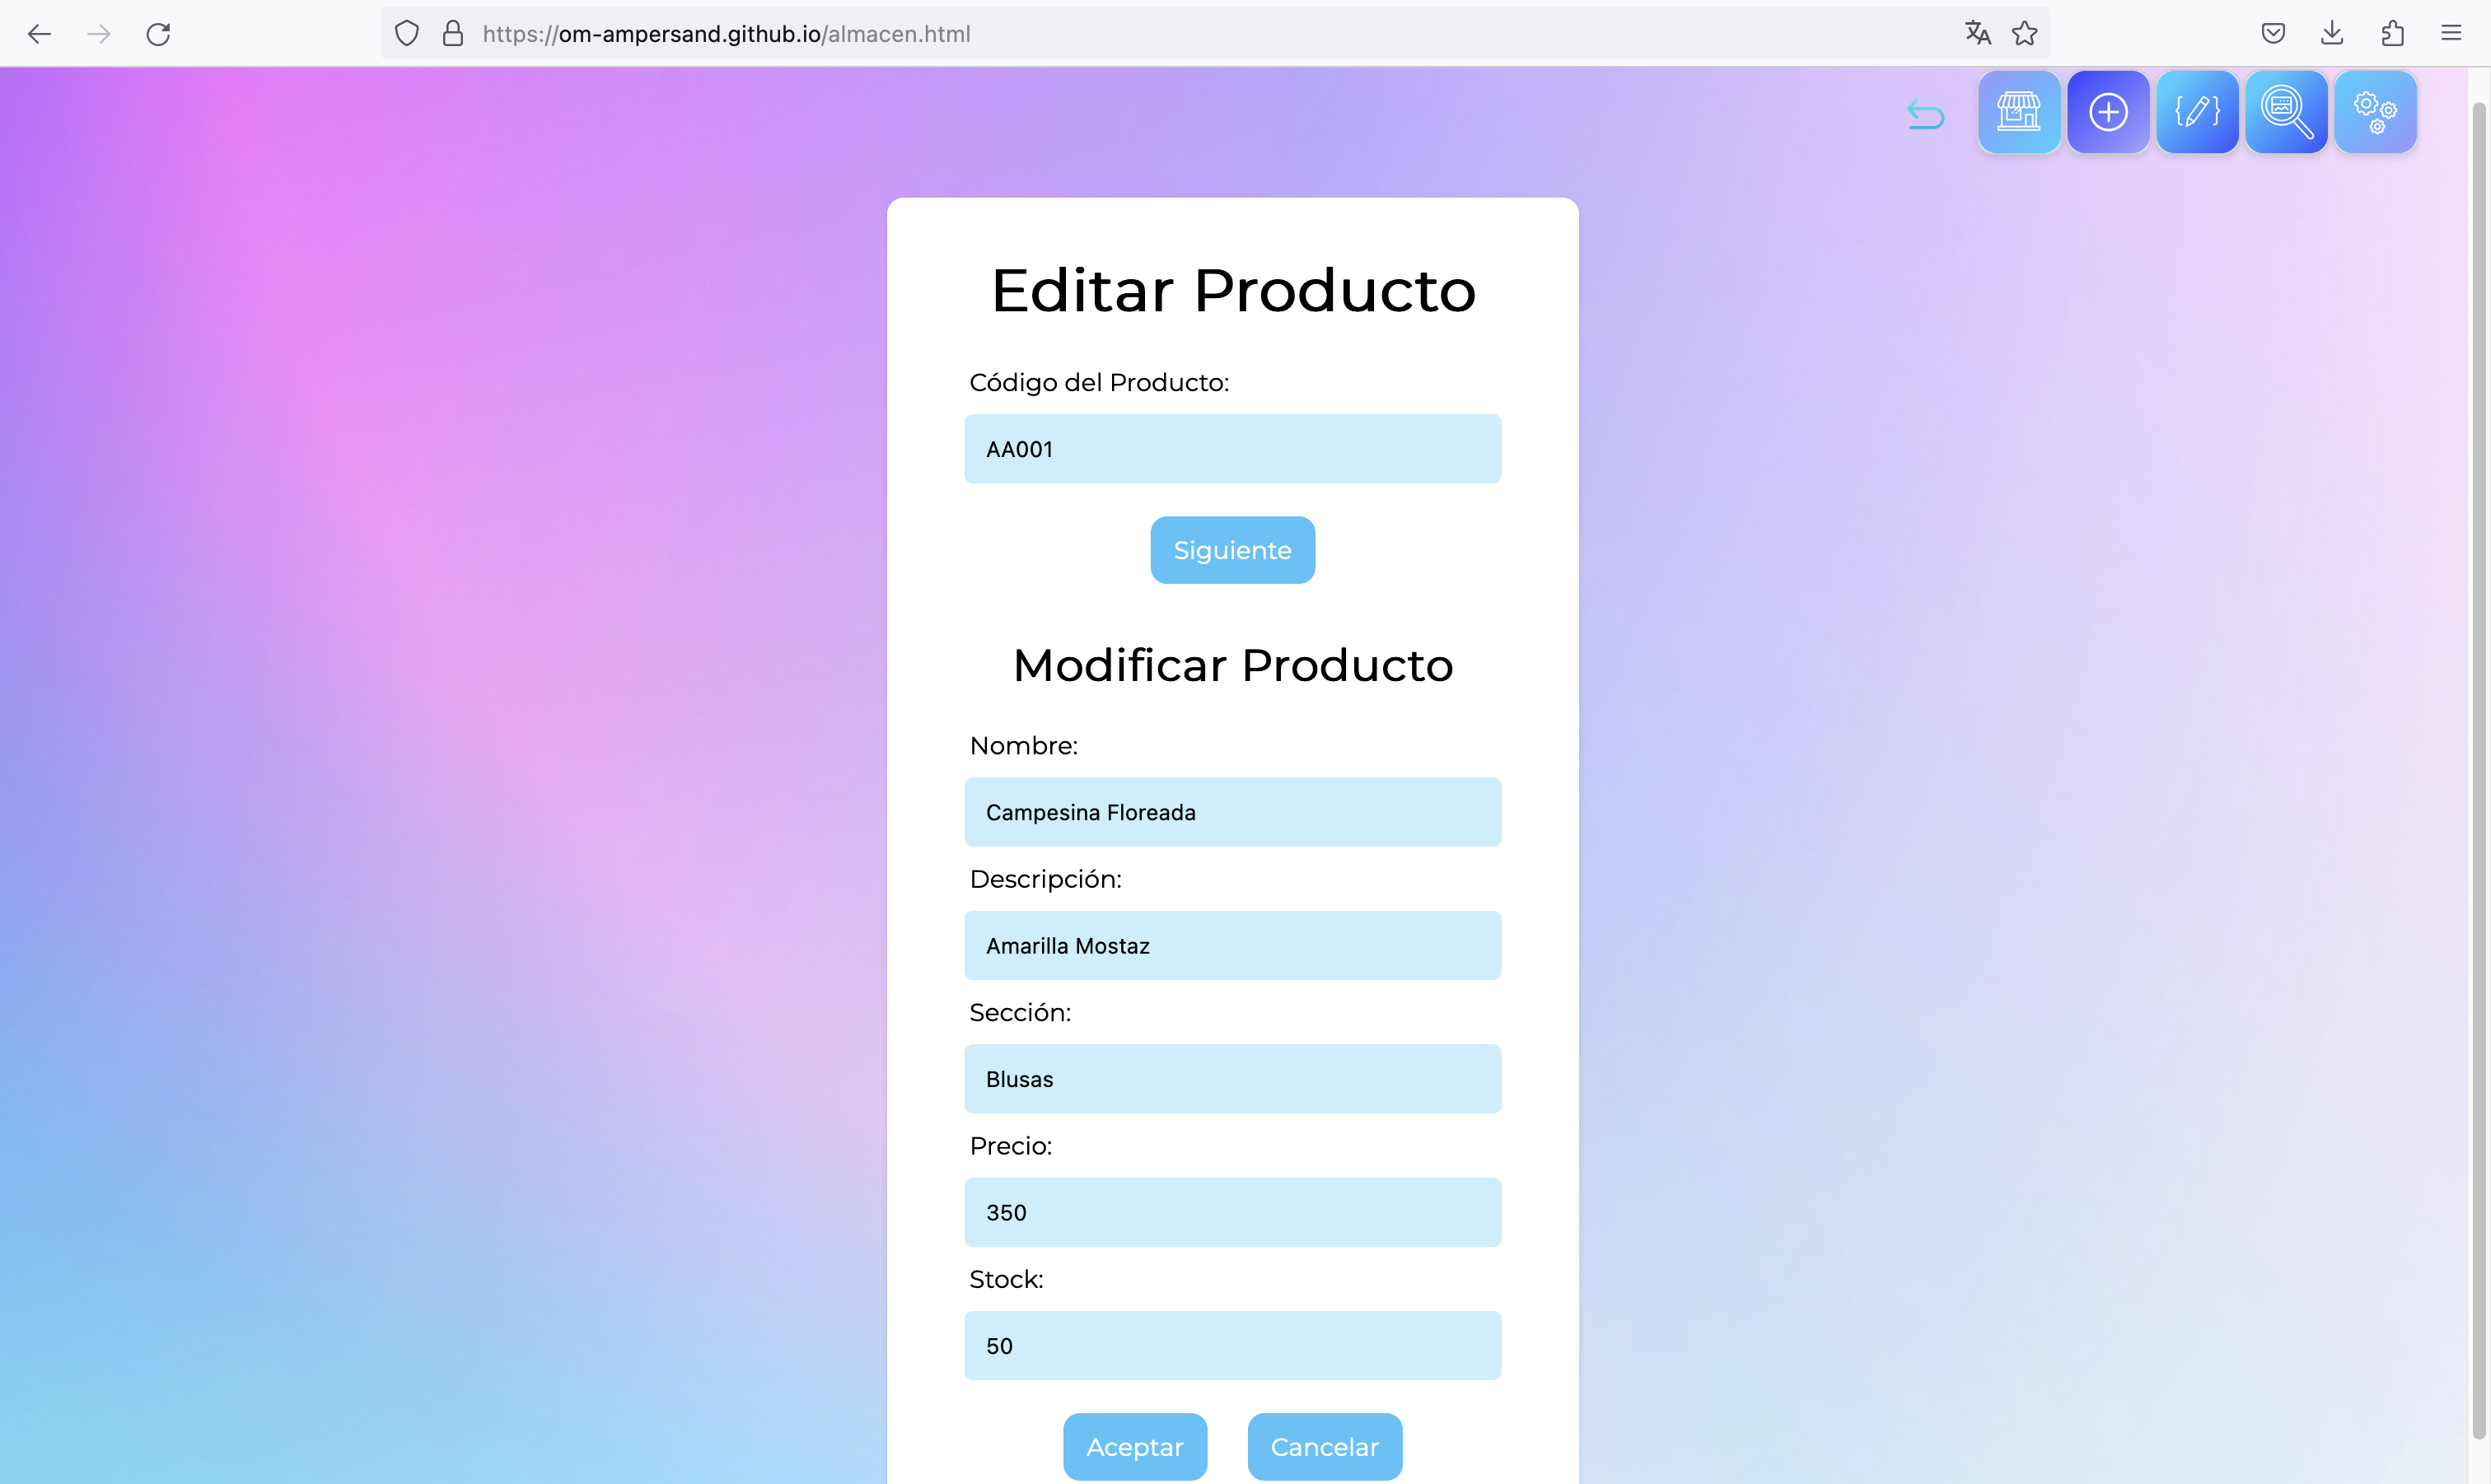 https://om-ampersand.github.io/almacen.html
Editar Producto
Código del Producto:
AA001
Siguiente
Modificar Producto
Nombre:
Campesina Floreada
Descripción:
Amarilla Mostaz
Sección:
Blusas
Precio:
350
Stock:
50
Aceptar Cancelar